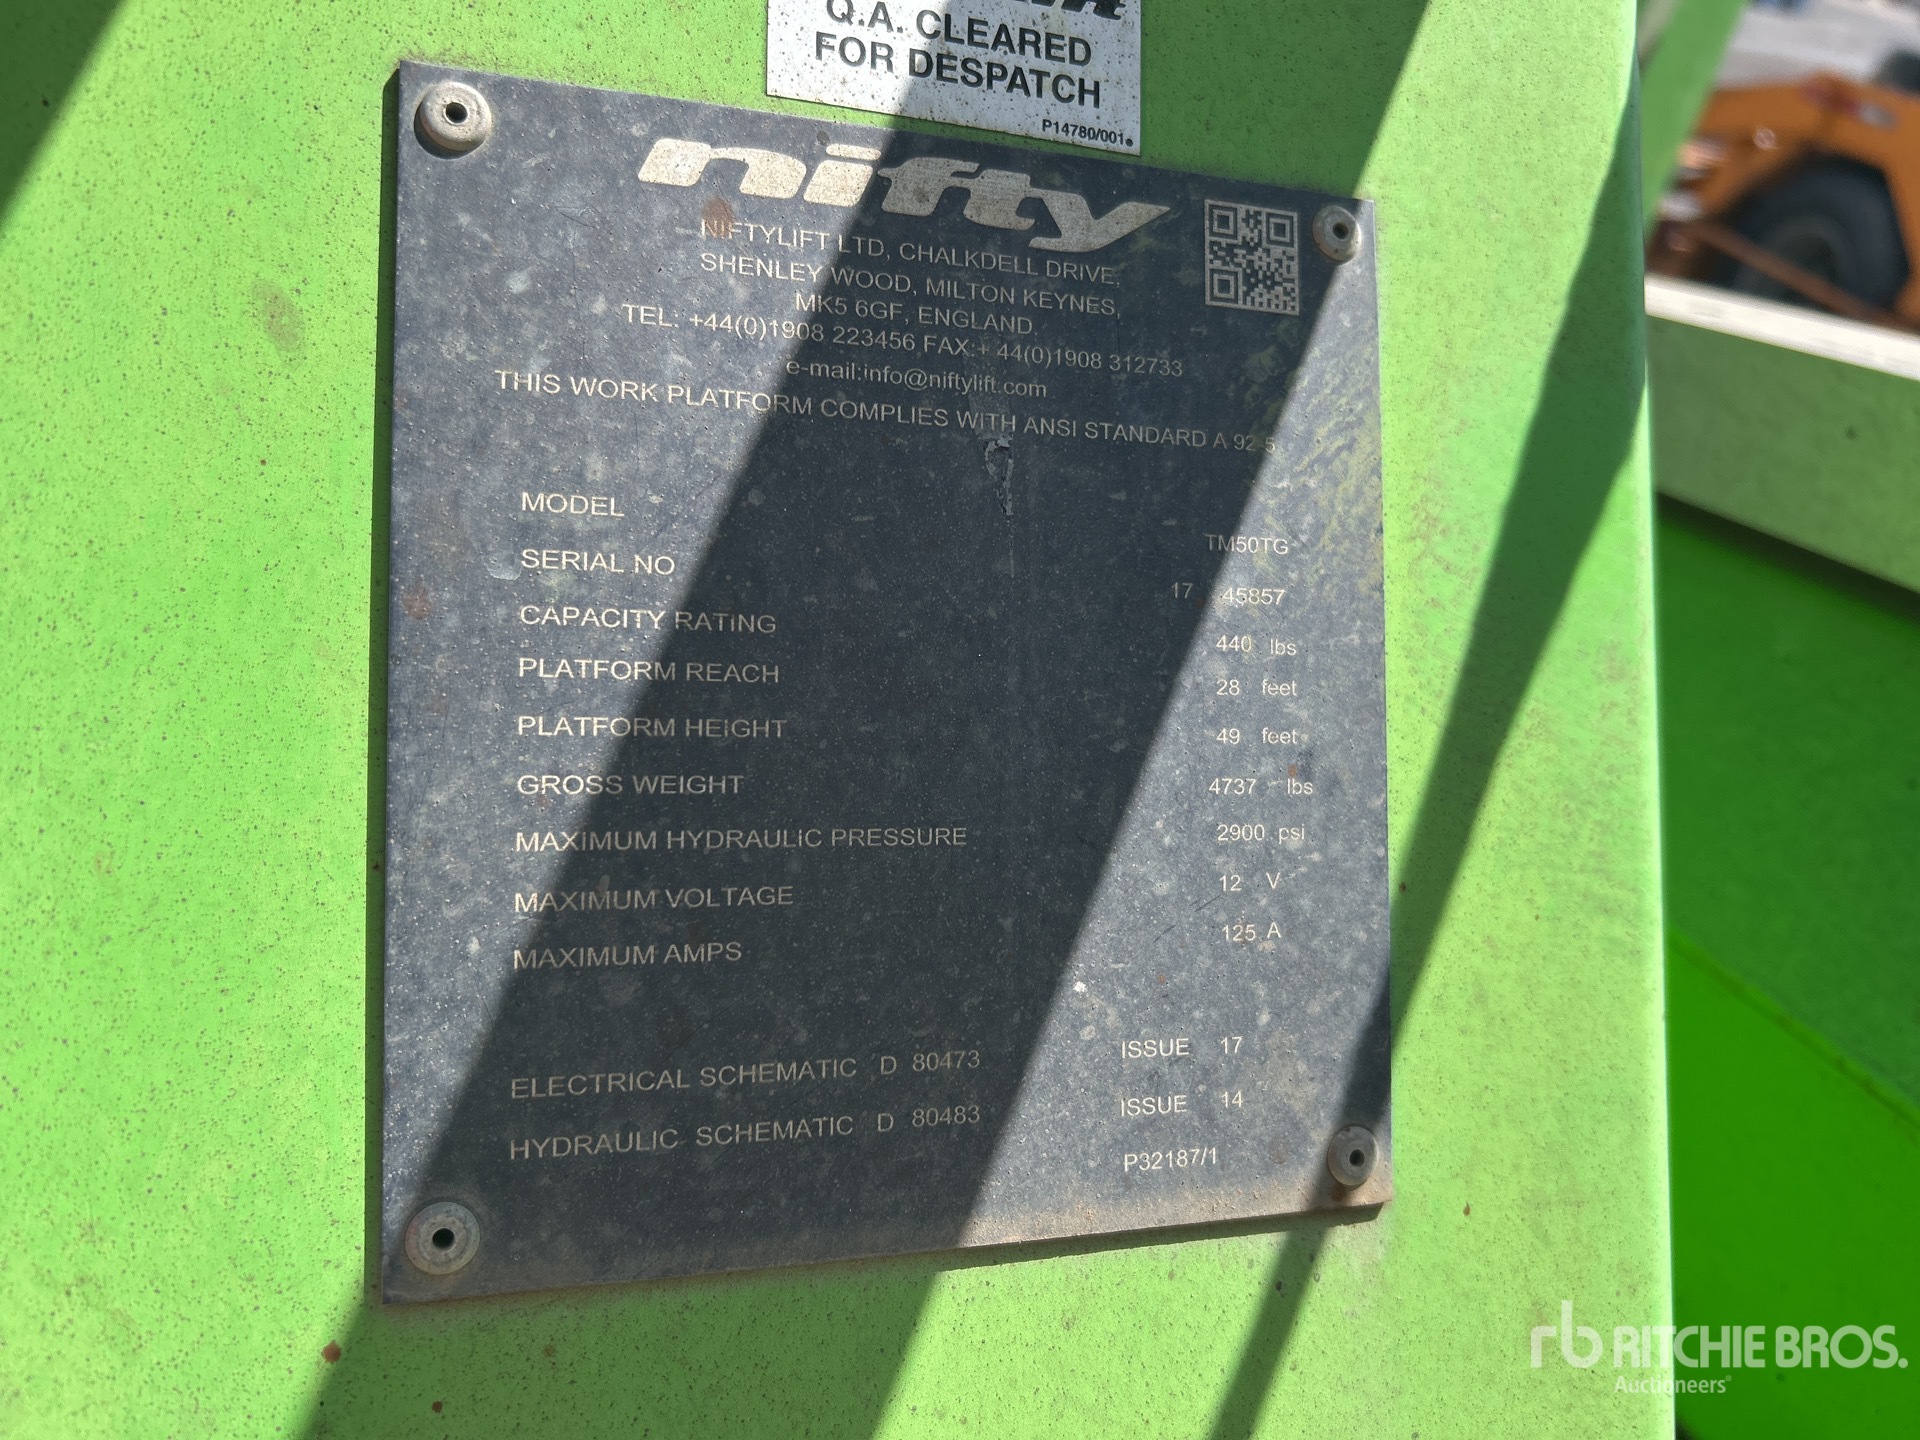 Q.A. CLEARED
FOR DESPATCH
P14780/001
nifty
NIFTYLIFT LTD, CHALKDELL DRIVE,
SHENLEY WOOD, MILTON KEYNES,
MK5 6GF, ENGLAND.
TEL: +44(0)1908 223456 FAX:+ 44(0)1908 312733
e-mail:info@niftylift.com
THIS WORK PLATFORM COMPLIES WITH ANSI STANDARD A 92.5
MODEL TM50TG
SERIAL NO 17 45857
CAPACITY RATING 440 lbs
PLATFORM REACH 28 feet
PLATFORM HEIGHT 49 feet
GROSS WEIGHT 4737 lbs
MAXIMUM HYDRAULIC PRESSURE 2900 psi
MAXIMUM VOLTAGE 12 V
MAXIMUM AMPS 125 A
ELECTRICAL SCHEMATIC D 80473 ISSUE 17
HYDRAULIC SCHEMATIC D 80483 ISSUE 14
P32187/1
rb RITCHIE BROS.
Auctioneers